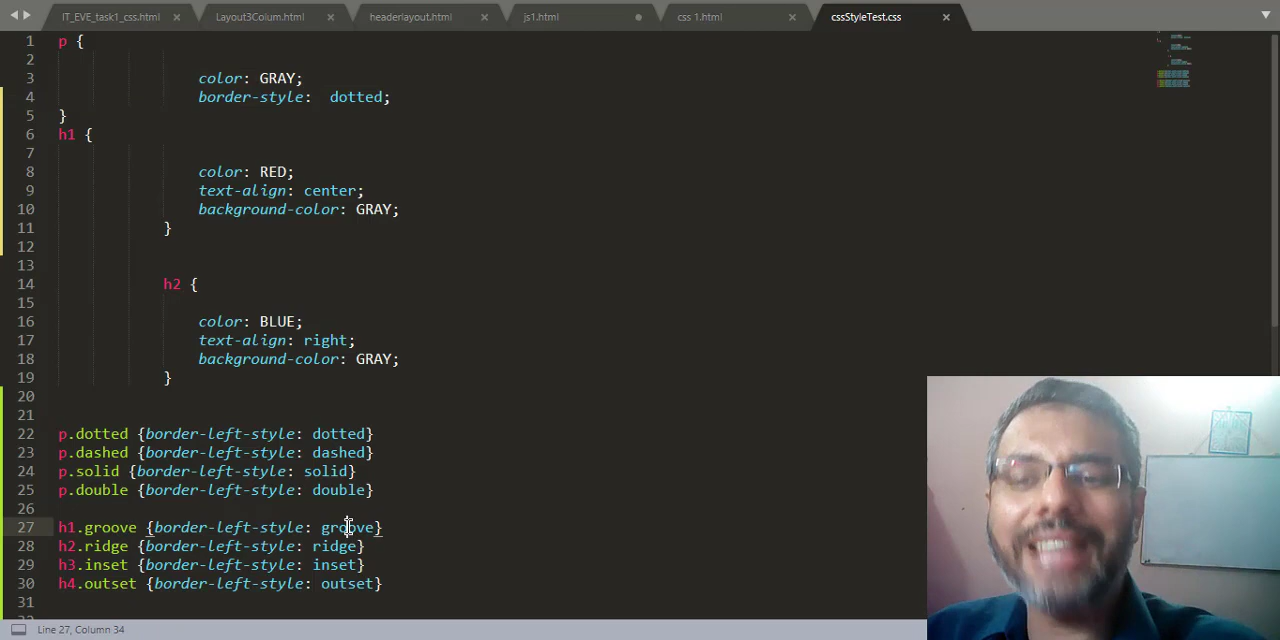 IT_EVE_task1_css.html
Layout3Colum.html
headerlayout.html
js1.html
css 1.html
cssStyleTest.css
1 p {
2
3 color: GRAY;
4 border-style:  dotted;
5 }
6 h1 {
7
8 color: RED;
9 text-align: center;
10 background-color: GRAY;
11 }
12
13
14 h2 {
15
16 color: BLUE;
17 text-align: right;
18 background-color: GRAY;
19 }
20
21
22 p.dotted {border-left-style: dotted}
23 p.dashed {border-left-style: dashed}
24 p.solid {border-left-style: solid}
25 p.double {border-left-style: double}
26
27 h1.groove {border-left-style: groove}
28 h2.ridge {border-left-style: ridge}
29 h3.inset {border-left-style: inset}
30 h4.outset {border-left-style: outset}
31
Line 27, Column 34